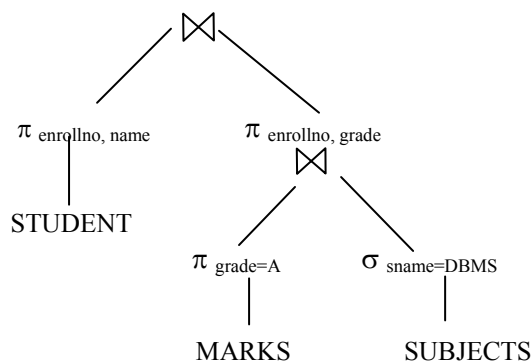 ⋈
π enrollno, name π enrollno, grade
⋈
STUDENT
π grade=A σ sname=DBMS
MARKS SUBJECTS